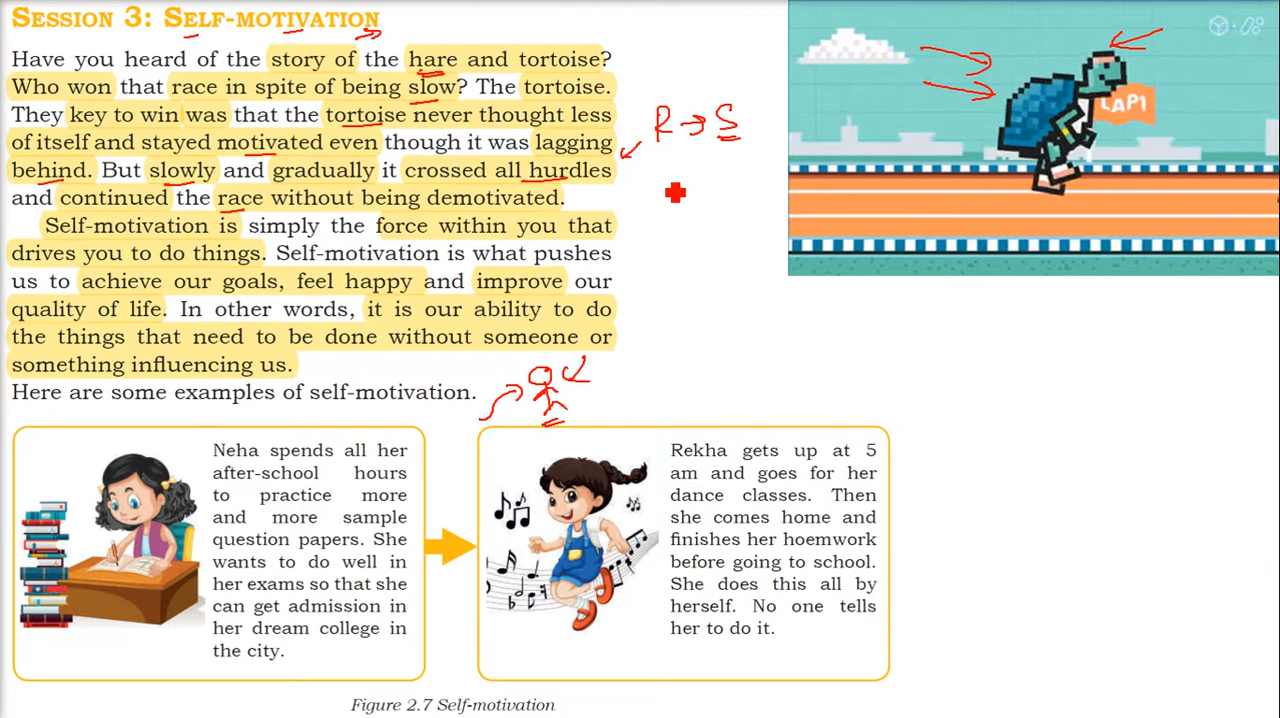 SESSION 3: SELF-MOTIVATION
Have you heard of the story of the hare and tortoise?
Who won that race in spite of being slow? The tortoise.
They key to win was that the tortoise never thought less
of itself and stayed motivated even though it was lagging
behind. But slowly and gradually it crossed all hurdles
and continued the race without being demotivated.
Self-motivation is simply the force within you that
drives you to do things. Self-motivation is what pushes
us to achieve our goals, feel happy and improve our
quality of life. In other words, it is our ability to do
the things that need to be done without someone or
something influencing us.
Here are some examples of self-motivation.
R → S
LAP1
Neha spends all her
after-school hours
to practice more
and more sample
question papers. She
wants to do well in
her exams so that she
can get admission in
her dream college in
the city.
Rekha gets up at 5
am and goes for her
dance classes. Then
she comes home and
finishes her hoemwork
before going to school.
She does this all by
herself. No one tells
her to do it.
Figure 2.7 Self-motivation